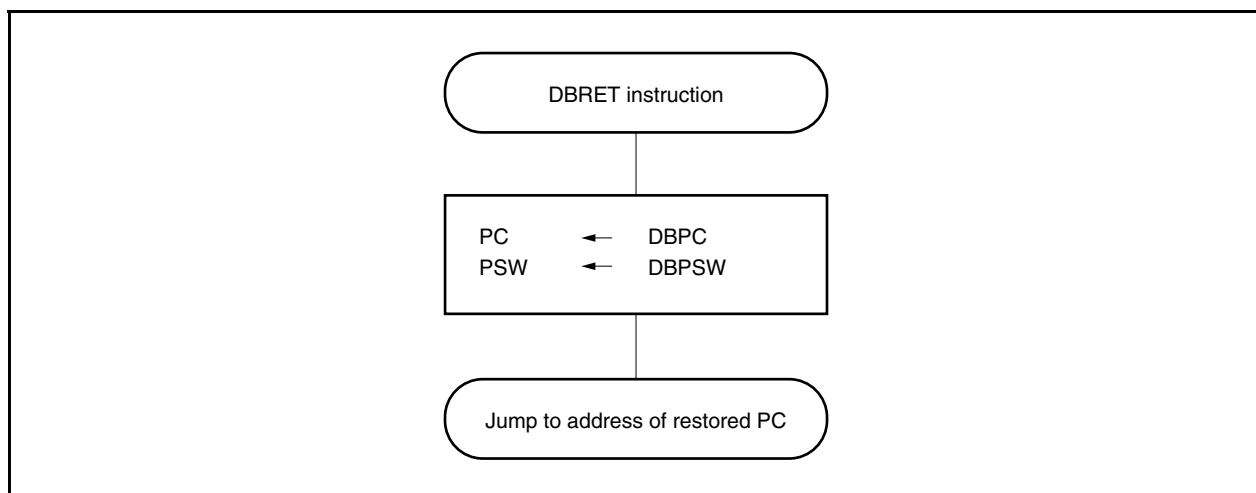 DBRET instruction
PC ← DBPC
PSW ← DBPSW
Jump to address of restored PC